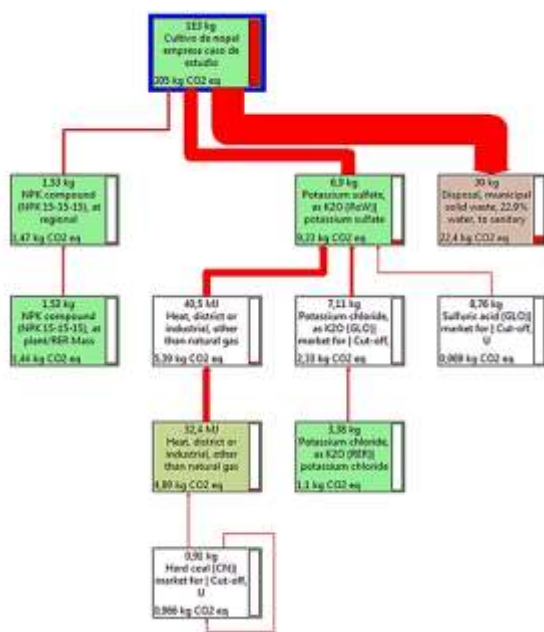 Cultivo de nopal
empresa caso de
estudio
kg CO2 eq
1,53 kg
NPK compound
(NPK 15-15-15), at
regional
1,47 kg CO2 eq
6,9 kg
Potassium sulfate,
as K2O (RoW)|
potassium sulfate
9,23 kg CO2 eq
30 kg
Disposal, municipal
solid waste, 22.9%
water, to sanitary
22,4 kg CO2 eq
1,53 kg
NPK compound
(NPK 15-15-15), at
plant/RER Mass
1,44 kg CO2 eq
40,5 MJ
Heat, district or
industrial, other
than natural gas
5,39 kg CO2 eq
7,11 kg
Potassium chloride,
as K2O (GLO)|
market for | Cut-off,
2,33 kg CO2 eq
8,76 kg
Sulfuric acid (GLO)|
market for | Cut-off,
U
0,969 kg CO2 eq
32,4 MJ
Heat, district or
industrial, other
than natural gas
4,89 kg CO2 eq
3,38 kg
Potassium chloride,
as K2O (RER)|
potassium chloride
1,1 kg CO2 eq
Hard coal (CN)|
market for | Cut-off,
U
0,966 kg CO2 eq